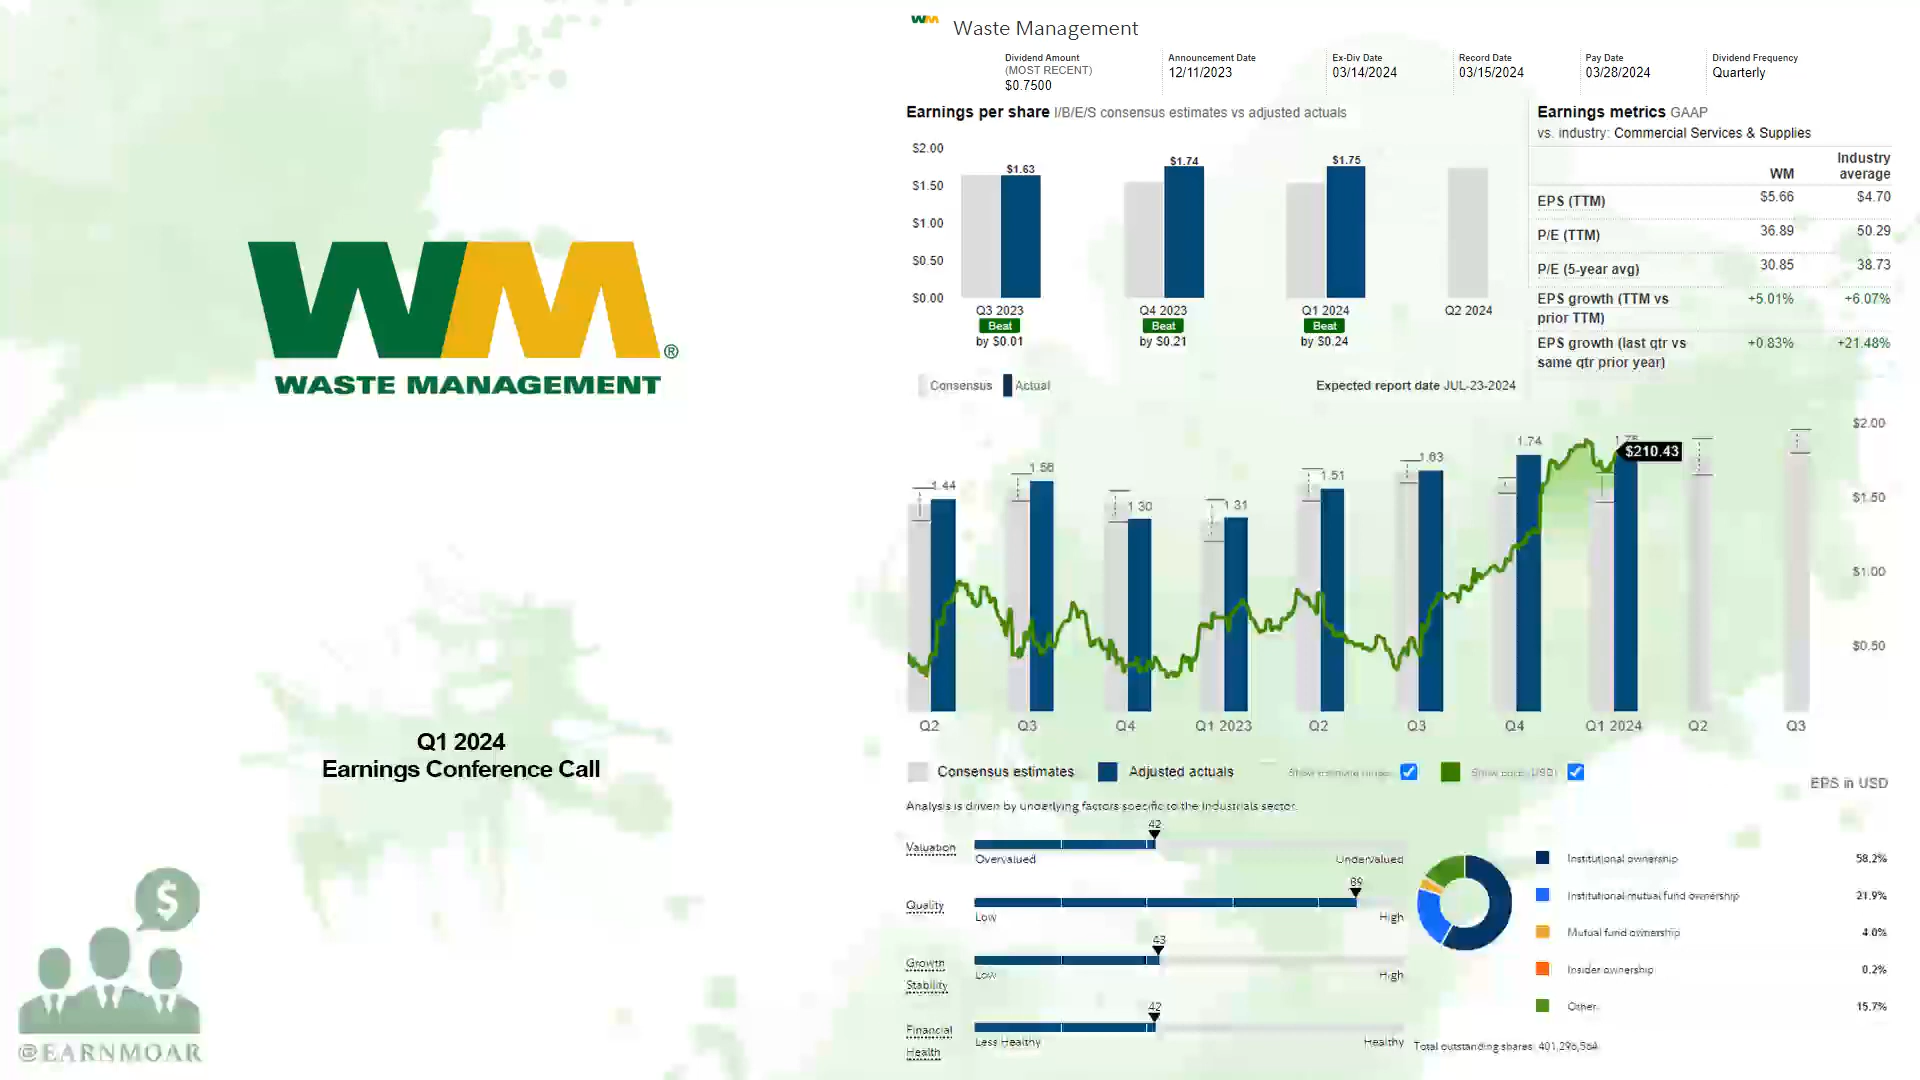 WM
Waste Management
Dividend Amount
(MOST RECENT)
$0.7500
Announcement Date
12/11/2023
Ex-Div Date
03/14/2024
Record Date
03/15/2024
Pay Date
03/28/2024
Dividend Frequency
Quarterly
Earnings per share I/B/E/S consensus estimates vs adjusted actuals
$2.00
$1.50
$1.00
$0.50
$0.00
$1.63
$1.74
$1.75
Q3 2023
Q4 2023
Q1 2024
Q2 2024
Beat
Beat
Beat
by $0.01
by $0.21
by $0.24
Consensus
Actual
Expected report date JUL-23-2024
Earnings metrics GAAP
vs. industry: Commercial Services & Supplies
WM
Industry average
EPS (TTM) $5.66 $4.70
P/E (TTM) 36.89 50.29
P/E (5-year avg) 30.85 38.73
EPS growth (TTM vs +5.01% +6.07%
prior TTM)
EPS growth (last qtr vs +0.83% +21.48%
same qtr prior year)
WM®
WASTE MANAGEMENT
Q1 2024
Earnings Conference Call
$
@EARNMOAR
1.44
1.56
1.30
1.31
1.51
1.63
1.74
$210.43
$2.00
$1.50
$1.00
$0.50
Q2 Q3 Q4 Q1 2023 Q2 Q3 Q4 Q1 2024 Q2 Q3
Consensus estimates
Adjusted actuals
EPS in USD
Analysis is driven by underlying factors specific to the Industrials sector.
Valuation
42
Overvalued
Undervalued
Quality
89
Low
High
Growth
Stability
43
Low
High
Financial
Health
42
Less Healthy
Healthy
Institutional ownership 58.2%
Institutional mutual fund ownership 21.9%
Mutual fund ownership 4.0%
Insider ownership 0.2%
Other 15.7%
Total outstanding shares: 401,296,564